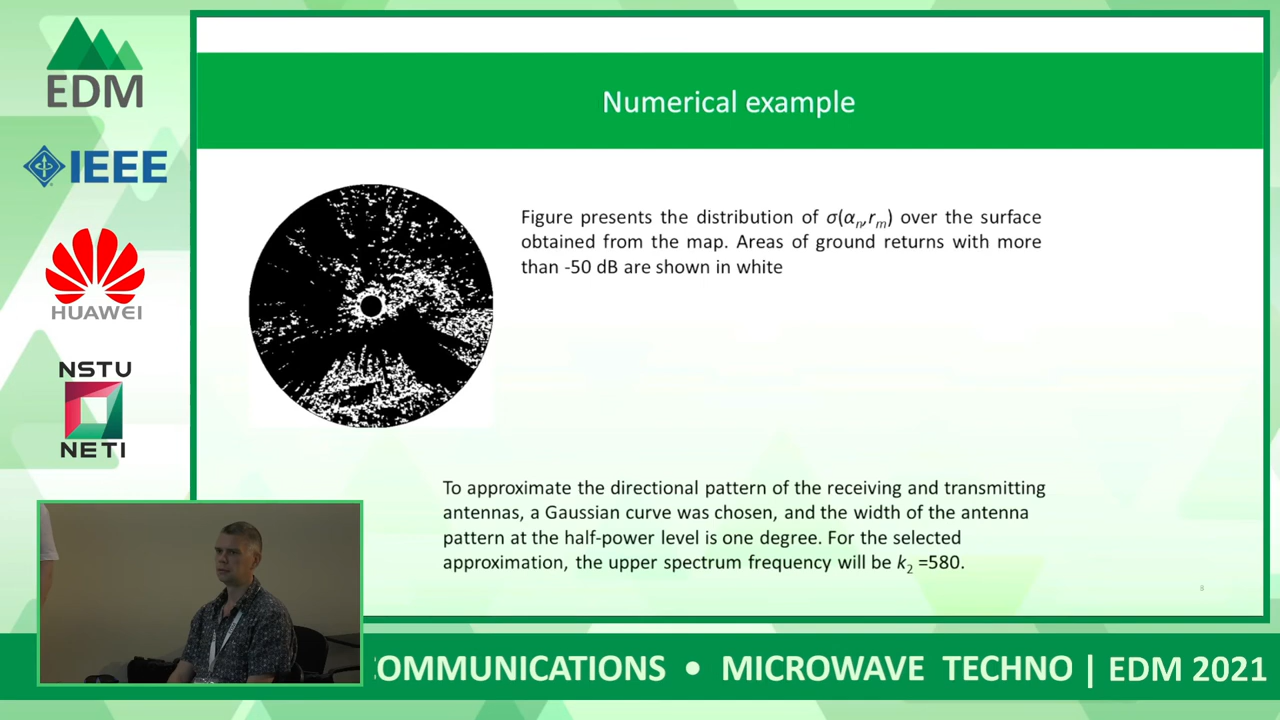 EDM
IEEE
HUAWEI
NSTU
NETI
Numerical example
Figure presents the distribution of σ(αn,rm) over the surface
obtained from the map. Areas of ground returns with more
than -50 dB are shown in white
To approximate the directional pattern of the receiving and transmitting
antennas, a Gaussian curve was chosen, and the width of the antenna
pattern at the half-power level is one degree. For the selected
approximation, the upper spectrum frequency will be k2 =580.
8
COMMUNICATIONS • MICROWAVE TECHNO | EDM 2021